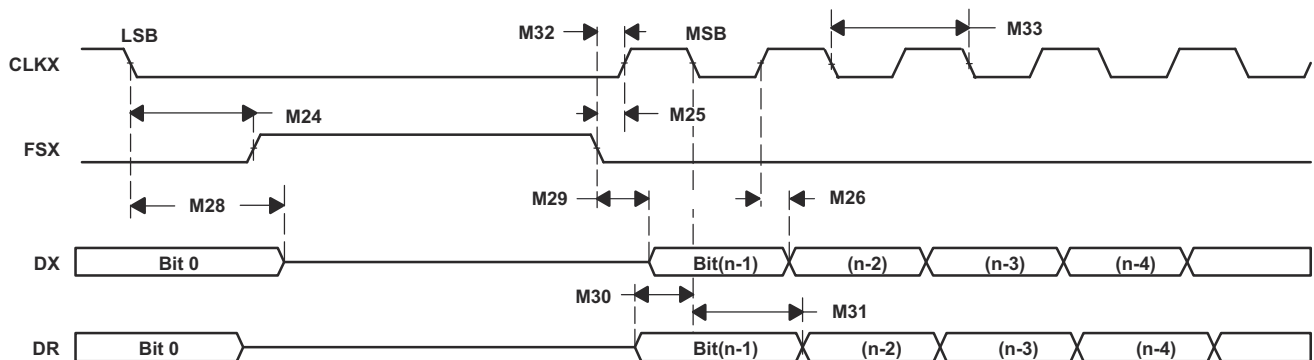 LSB
M32
MSB
M33
CLKX
M24
M25
FSX
M28
M29
M26
DX
Bit 0
Bit(n-1)
(n-2)
(n-3)
(n-4)
M30
M31
DR
Bit 0
Bit(n-1)
(n-2)
(n-3)
(n-4)